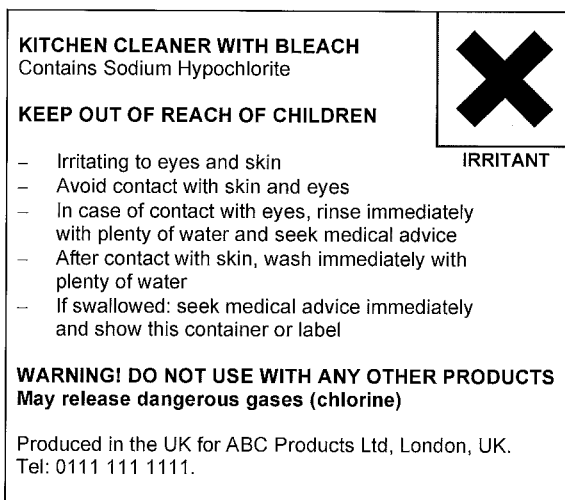 KITCHEN CLEANER WITH BLEACH
Contains Sodium Hypochlorite
KEEP OUT OF REACH OF CHILDREN
IRRITANT
– Irritating to eyes and skin
– Avoid contact with skin and eyes
– In case of contact with eyes, rinse immediately
with plenty of water and seek medical advice
– After contact with skin, wash immediately with
plenty of water
– If swallowed: seek medical advice immediately
and show this container or label
WARNING! DO NOT USE WITH ANY OTHER PRODUCTS
May release dangerous gases (chlorine)
Produced in the UK for ABC Products Ltd, London, UK.
Tel: 0111 111 1111.